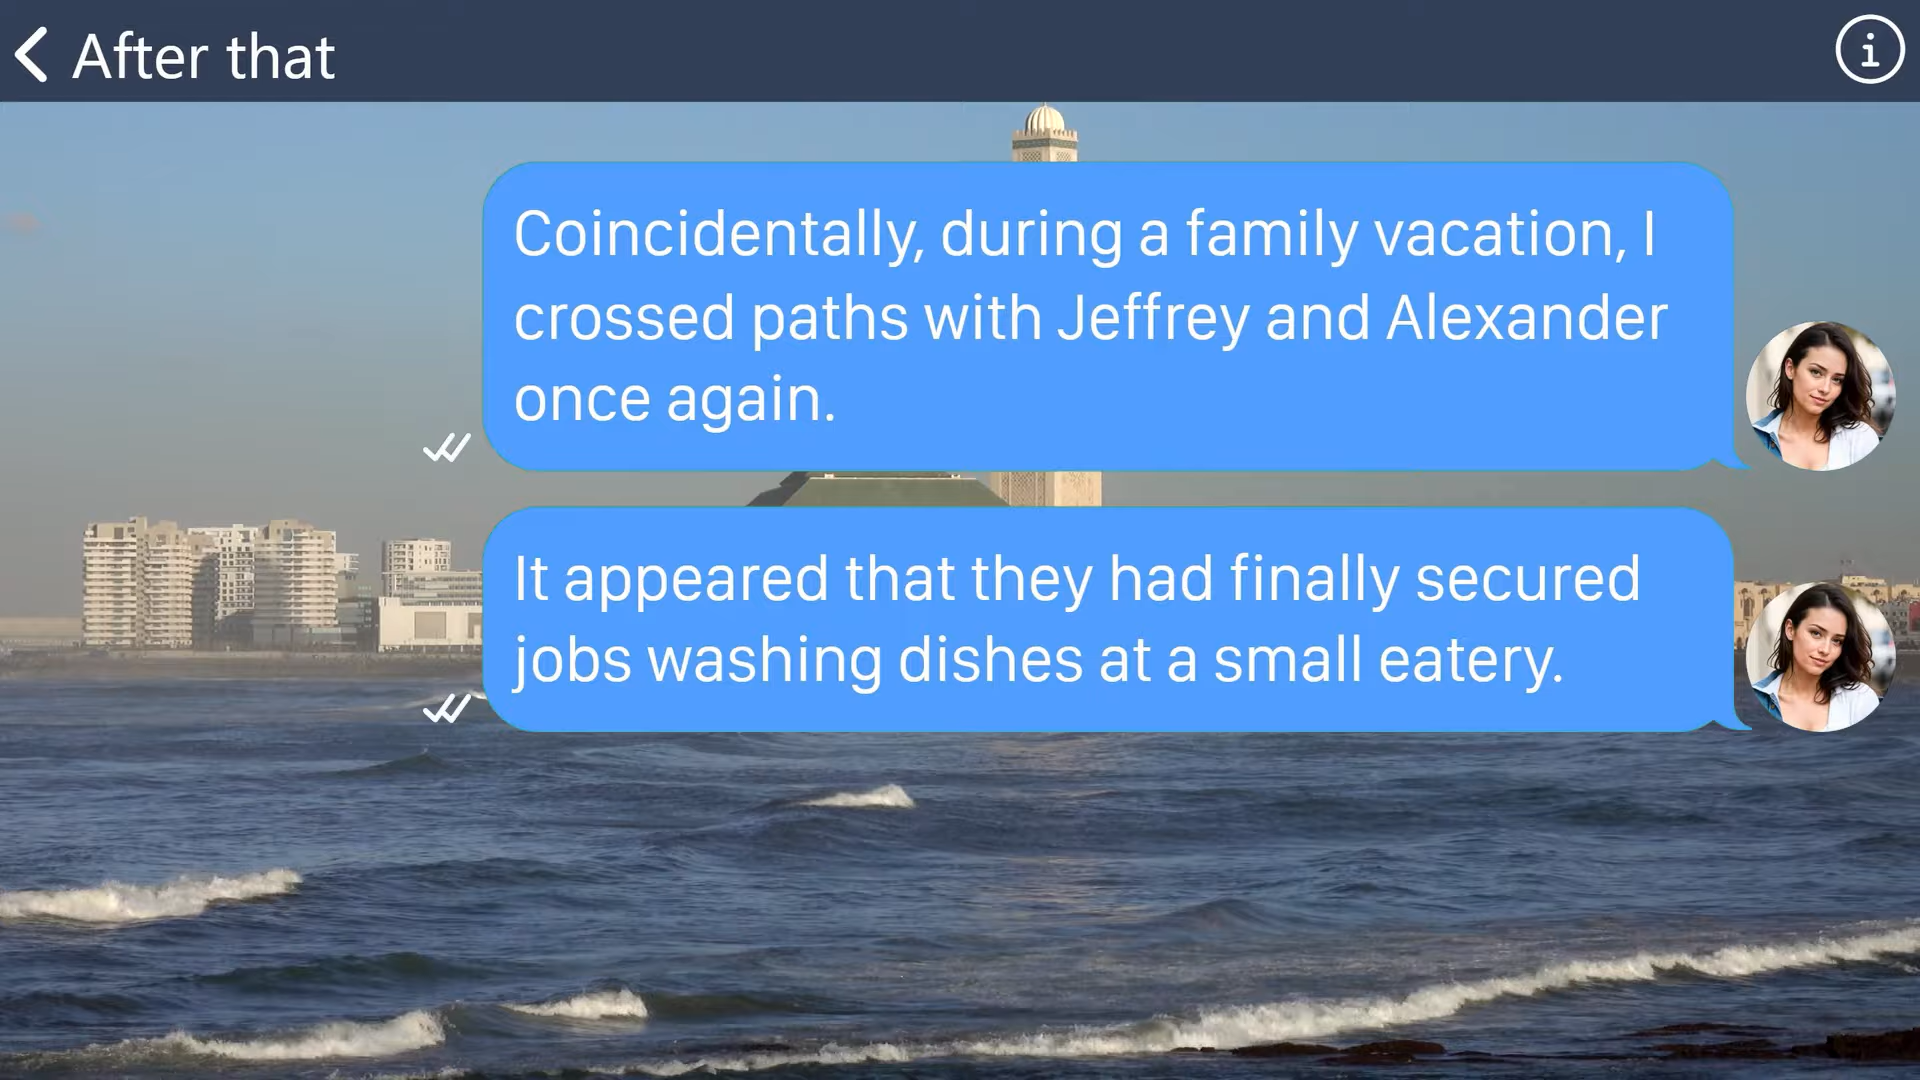 After that
Coincidentally, during a family vacation, I
crossed paths with Jeffrey and Alexander
once again.
It appeared that they had finally secured
jobs washing dishes at a small eatery.